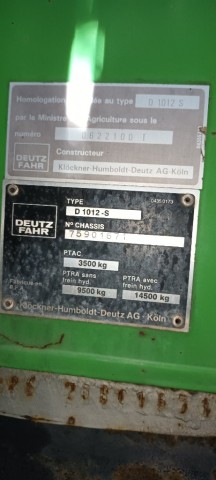 Homologation au type D 1012 S
par le Ministère Agriculture sous le
numéro
DEUTZ
FAHR
Constructeur
Klöckner-Humboldt-Deutz AG-Köln
TYPE
D 1012-S
DEUTZ
FAHR
N° CHASSIS
PTAC
3500 kg
PTRA sans
frein hyd.
PTRA avec
frein hyd.
9500 kg
14500 kg
Klöckner-Humboldt-Deutz AG - Köln